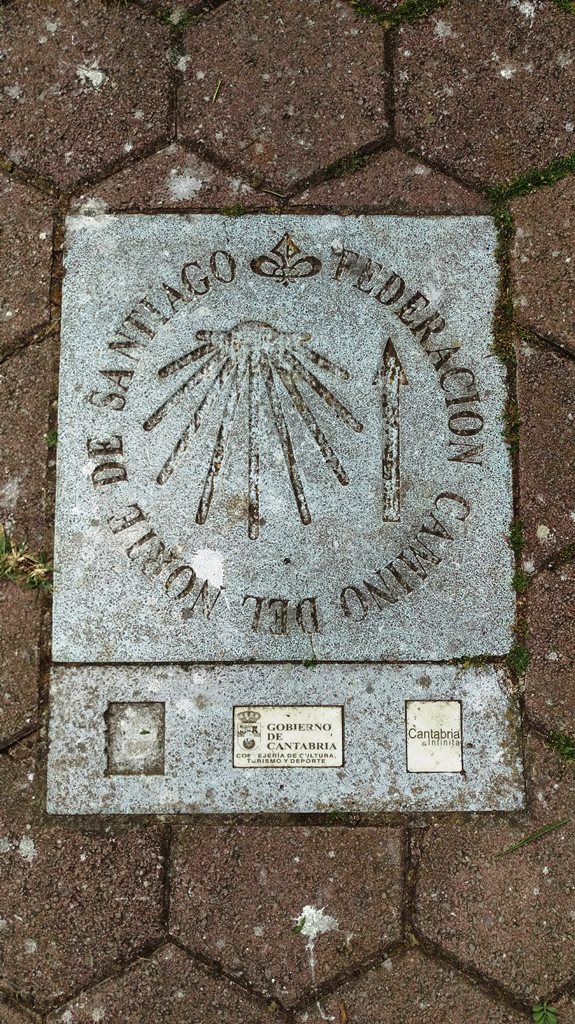 FEDERACION CAMINO DEL NORTE DE SANTIAGO
GOBIERNO
DE
CANTABRIA
CONSEJERIA DE CULTURA
TURISMO Y DEPORTE
Cantabria
infinita